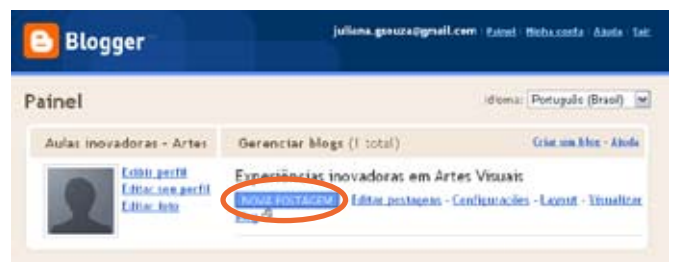 Blogger
juliana.gsouza@gmail.com | Painel | Minha conta | Ajuda | Sair
Painel
Idioma: Português (Brasil)
Aulas inovadoras - Artes
Gerenciar blogs (1 total)
Criar um blog - Ajuda
Exibir perfil
Editar seu perfil
Editar foto
Experiências inovadoras em Artes Visuais
NOVA POSTAGEM Editar postagens - Configurações - Layout - Visualizar
blog